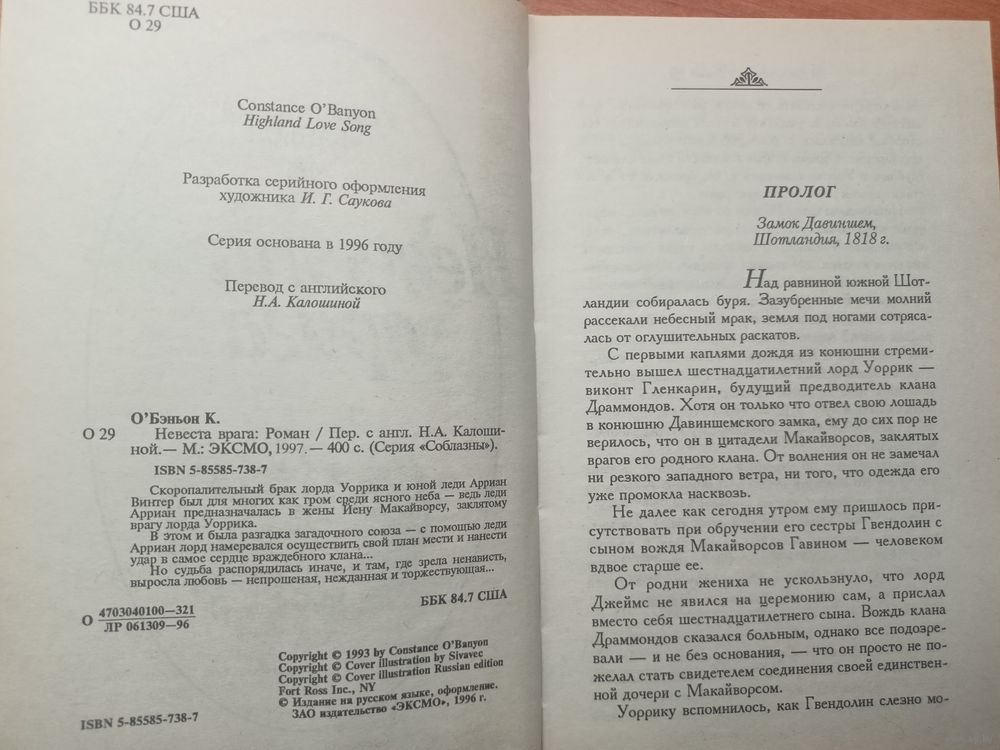 ББК 84.7 США
О 29
Constance O’Banyon
Highland Love Song
Разработка серийного оформления
художника И. Г. Саукова
Серия основана в 1996 году
Перевод с английского
Н.А. Калошиной
О’Бэньон К.
О 29 Невеста врага: Роман / Пер. с англ. Н.А. Калоши-
ной.— М.: ЭКСМО, 1997.— 400 с. (Серия «Соблазны»).
ISBN 5-85585-738-7
Скоропалительный брак лорда Уоррика и юной леди Арриан
Винтер был для многих как гром среди ясного неба — ведь леди
Арриан предназначалась в жены Йену Макайворсу, заклятому
врагу лорда Уоррика.
В этом и была разгадка загадочного союза — с помощью леди
Арриан лорд намеревался осуществить свой план мести и нанести
удар в самое сердце враждебного клана...
Но судьба распорядилась иначе, и там, где зрела ненависть,
выросла любовь — непрошеная, нежданная и торжествующая...
ББК 84.7 США
О 4703040100—321
ЛР 061309—96
Copyright © 1993 by Constance O’Banyon
Copyright © Cover illustration by Sivavec
Copyright © Cover illustration Russian edition
Fort Ross Inc., NY
© Издание на русском языке, оформление.
ЗАО издательство «ЭКСМО», 1996 г.
ISBN 5-85585-738-7
ПРОЛОГ
Замок Давиншем,
Шотландия, 1818 г.
Над равниной южной Шот-
ландии собиралась буря. Зазубренные мечи молний
рассекали небесный мрак, земля под ногами сотряса-
лась от оглушительных раскатов.
С первыми каплями дождя из конюшни стреми-
тельно вышел шестнадцатилетний лорд Уоррик —
виконт Гленкарин, будущий предводитель клана
Драммондов. Хотя он только что отвел свою лошадь
в конюшню Давиншемского замка, ему до сих пор не
верилось, что он в цитадели Макайворсов, заклятых
врагов его родного клана. От волнения он не замечал
ни резкого западного ветра, ни того, что одежда его
уже промокла насквозь.
Не далее как сегодня утром ему пришлось при-
сутствовать при обручении его сестры Гвендолин с
сыном вождя Макайворсов Гавином — человеком
вдвое старше ее.
От родни жениха не ускользнуло, что лорд
Джеймс не явился на церемонию сам, а прислал
вместо себя шестнадцатилетнего сына. Вождь клана
Драммондов сказался больным, однако все подозре-
вали — и не без основания, — что он просто не по-
желал стать свидетелем соединения своей единствен-
ной дочери с Макайворсом.
Уоррику вспомнилось, как Гвендолин слезно мо-